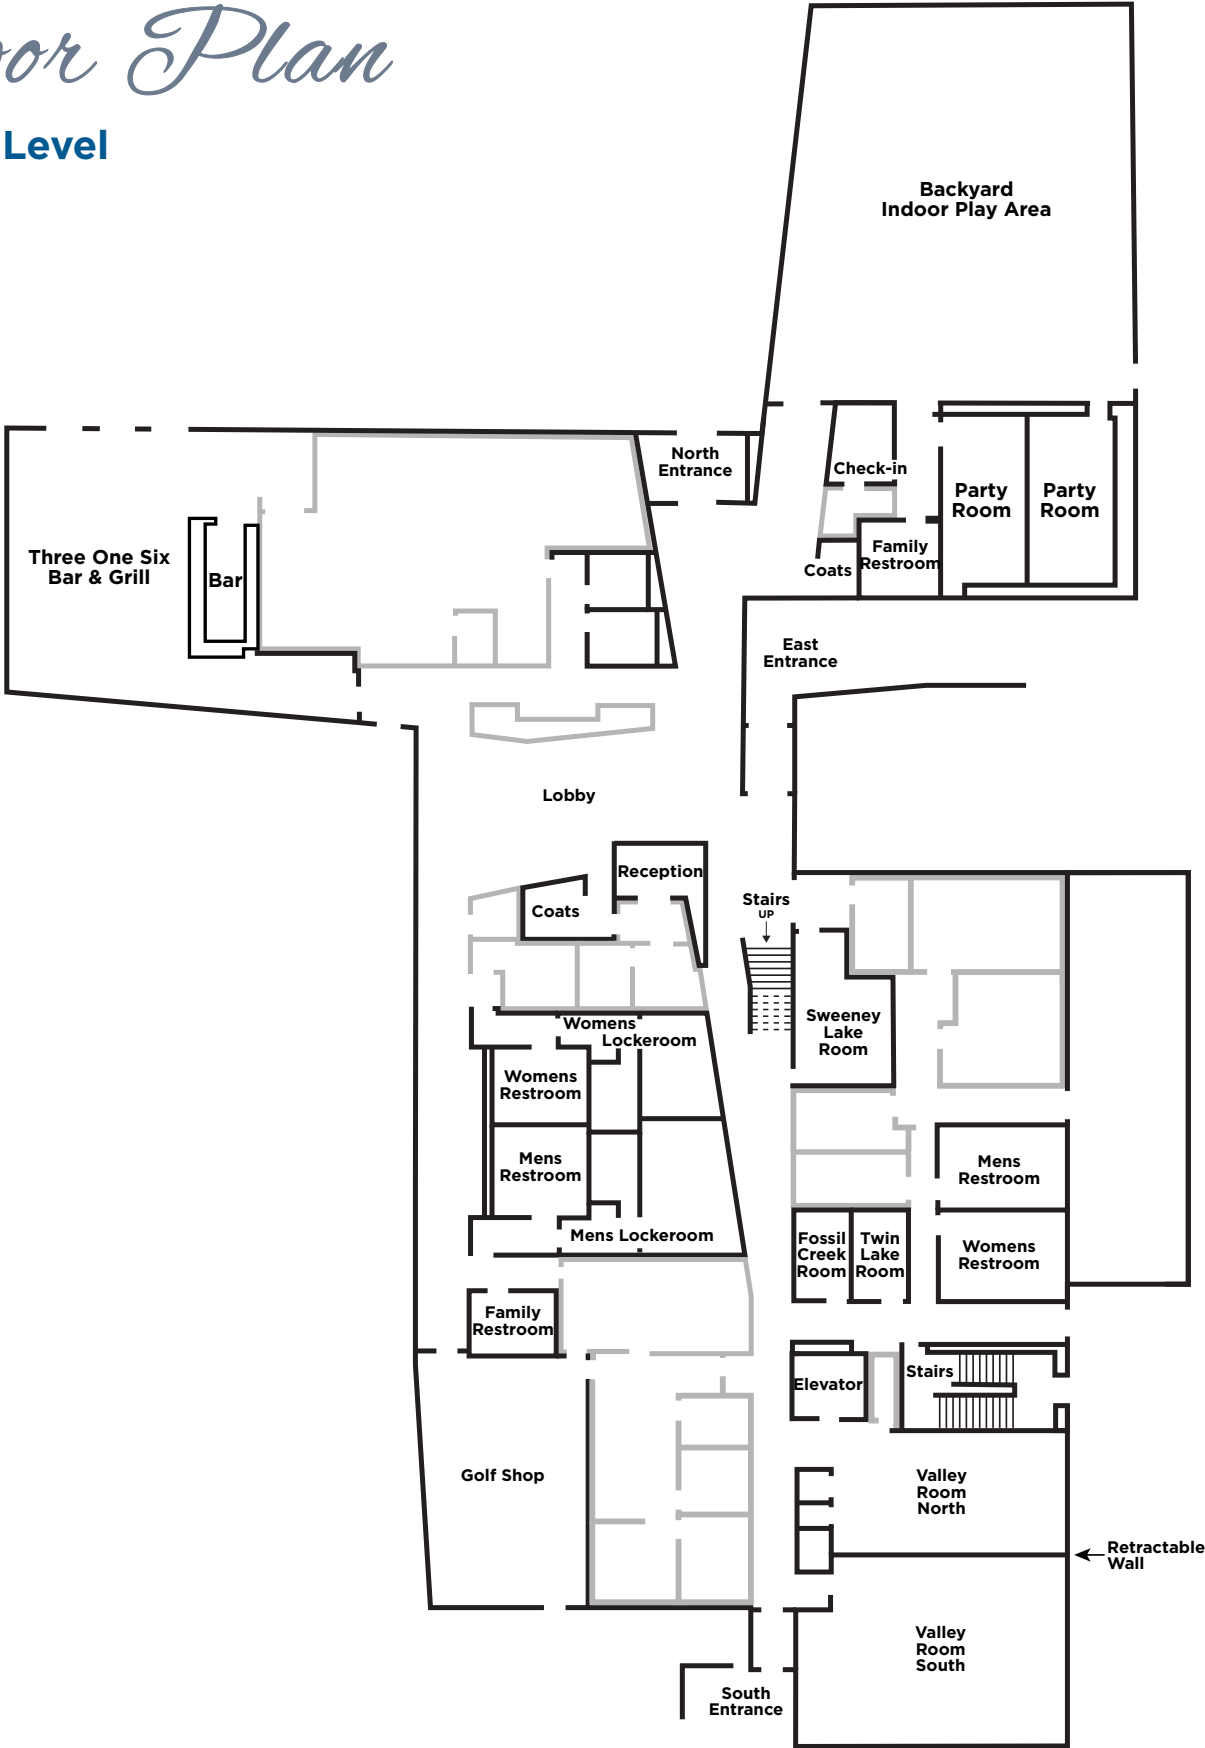 Plan
Level
Backyard
Indoor Play Area
North
Entrance
Check-in
Party
Room
Party
Room
Three One Six
Bar & Grill
Bar
Coats
Family
Restroom
East
Entrance
Lobby
Reception
Coats
Stairs
UP
Sweeney
Lake
Room
Womens
Lockeroom
Womens
Restroom
Mens
Restroom
Mens
Restroom
Mens Lockeroom
Fossil
Creek
Room
Twin
Lake
Room
Womens
Restroom
Family
Restroom
Elevator
Stairs
Golf Shop
Valley
Room
North
Retractable
Wall
Valley
Room
South
South
Entrance